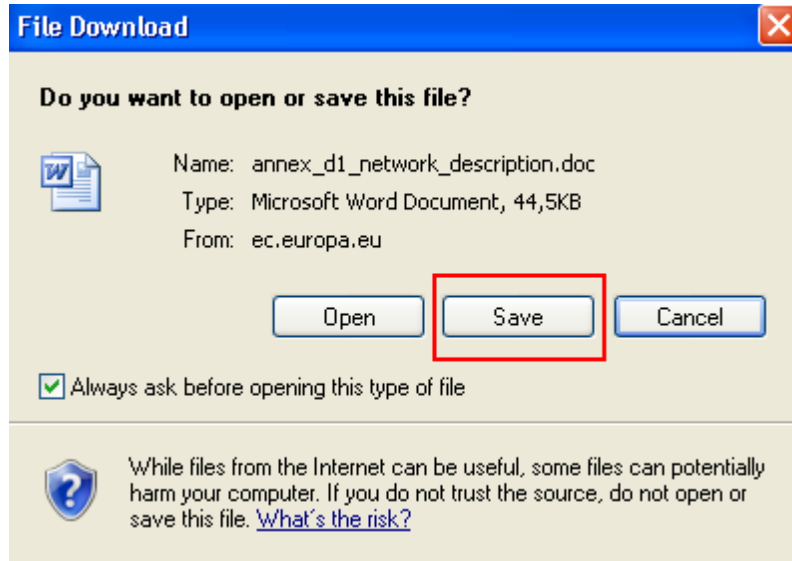 File Download
Do you want to open or save this file?
Name: annex_d1_network_description.doc
Type: Microsoft Word Document, 44,5KB
From: ec.europa.eu
Open Save Cancel
Always ask before opening this type of file
While files from the Internet can be useful, some files can potentially
harm your computer. If you do not trust the source, do not open or
save this file. What´s the risk?